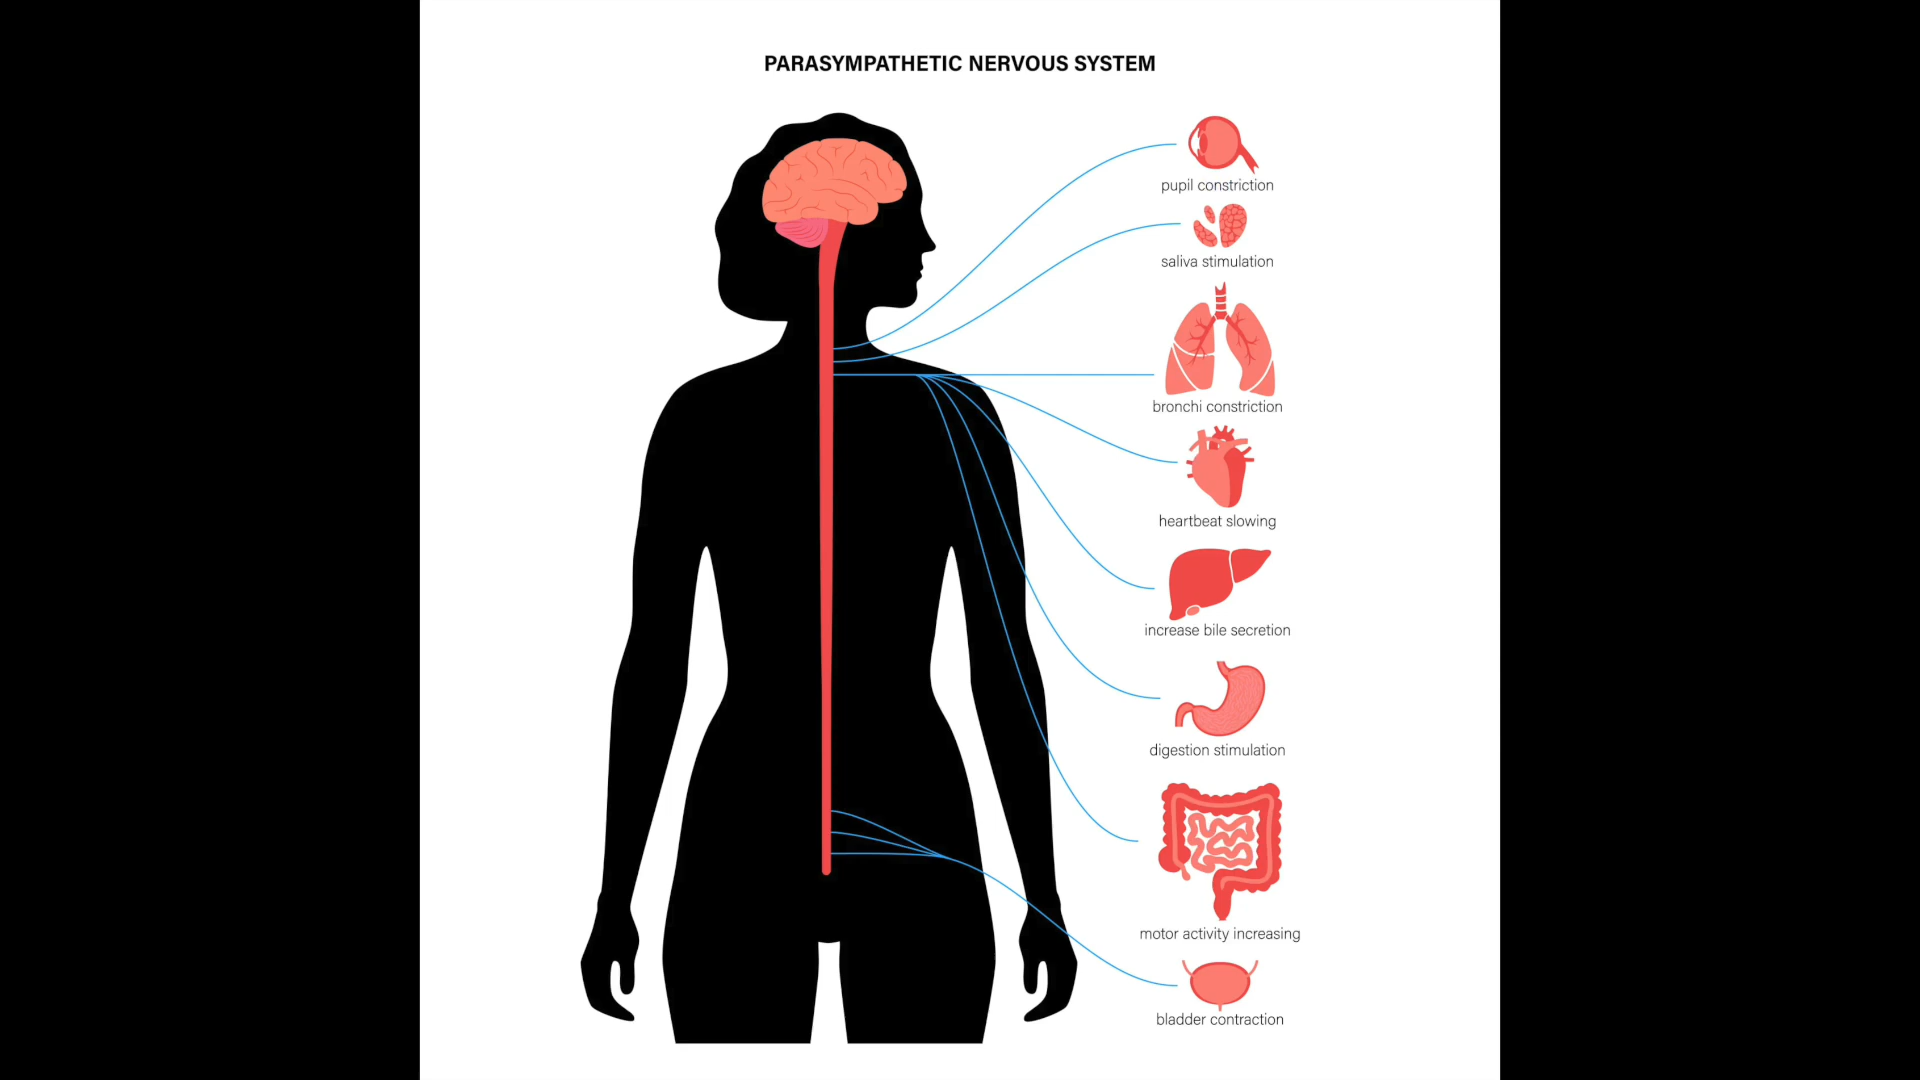 PARASYMPATHETIC NERVOUS SYSTEM
pupil constriction
saliva stimulation
bronchi constriction
heartbeat slowing
increase bile secretion
digestion stimulation
motor activity increasing
bladder contraction